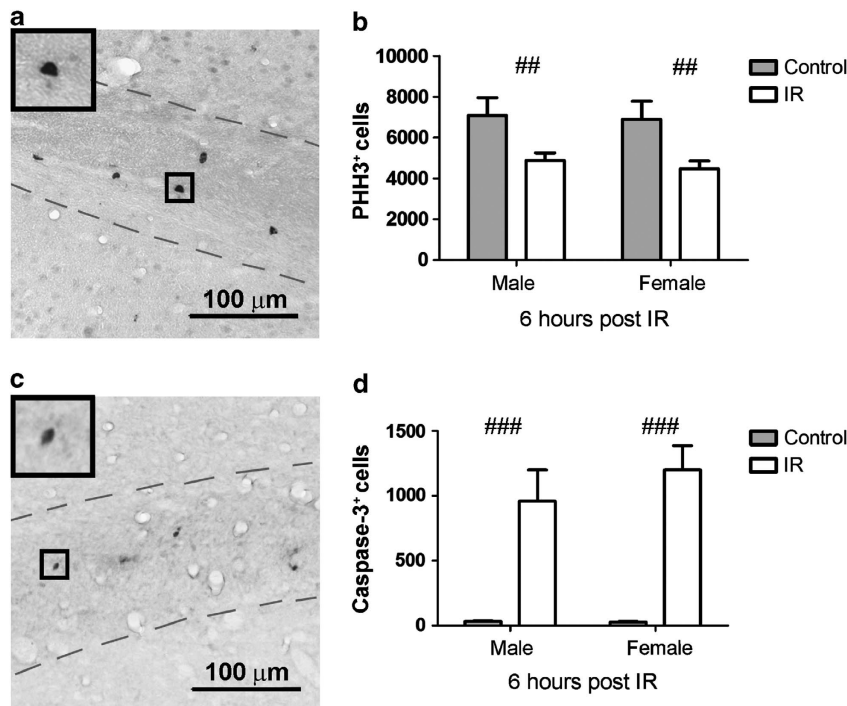 a
100 µm
b
10000
8000
6000
4000
2000
0
PHH3⁺ cells
##
##
Control
IR
Male
Female
6 hours post IR
c
100 µm
d
1500
1000
500
0
Caspase-3⁺ cells
###
###
Control
IR
Male
Female
6 hours post IR